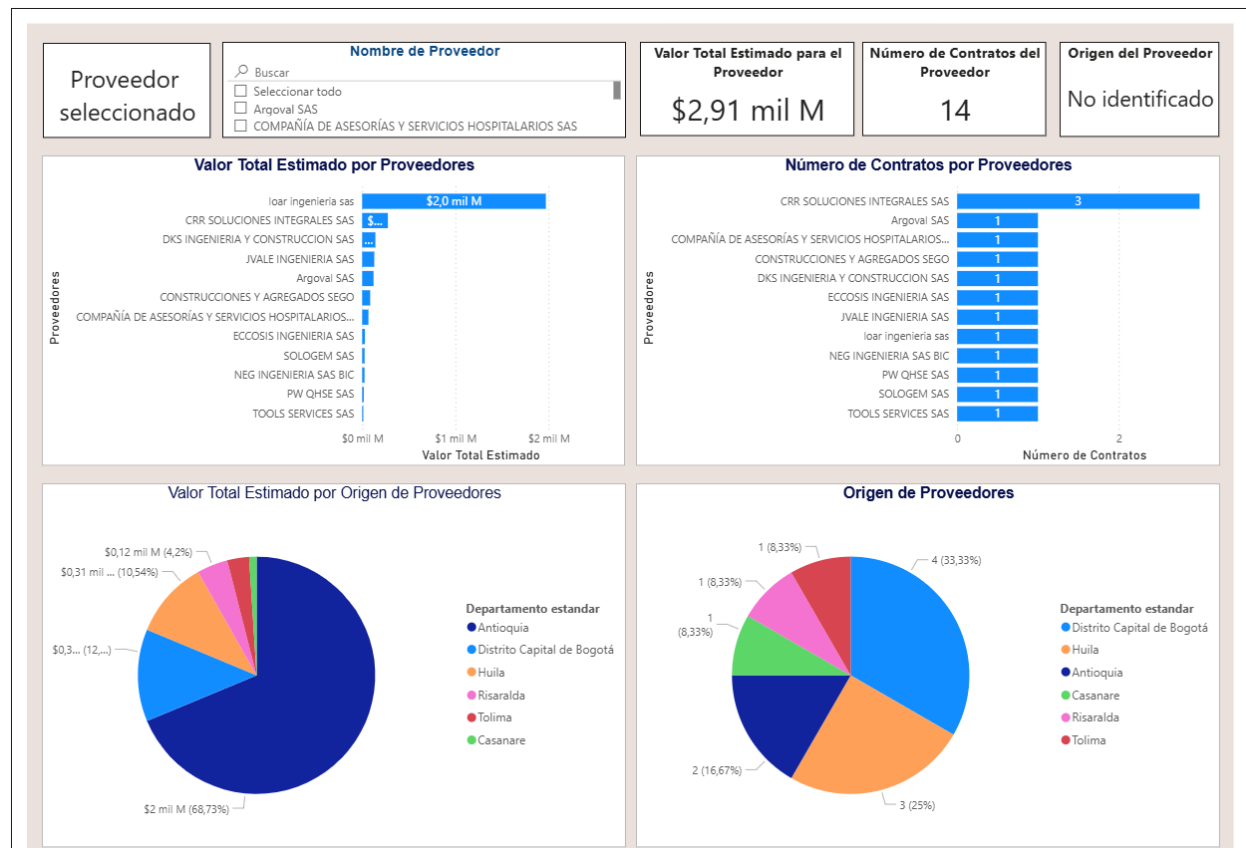 Proveedor
seleccionado
Nombre de Proveedor
Buscar
Seleccionar todo
Argoval SAS
COMPAÑÍA DE ASESORÍAS Y SERVICIOS HOSPITALARIOS SAS
Valor Total Estimado para el
Proveedor
$2,91 mil M
Número de Contratos del
Proveedor
14
Origen del Proveedor
No identificado
Valor Total Estimado por Proveedores
Proveedores
loar ingenieria sas
$2,0 mil M
CRR SOLUCIONES INTEGRALES SAS
$...
DKS INGENIERIA Y CONSTRUCCION SAS
...
JVALE INGENIERIA SAS
Argoval SAS
CONSTRUCCIONES Y AGREGADOS SEGO
COMPAÑÍA DE ASESORÍAS Y SERVICIOS HOSPITALARIOS...
ECCOSIS INGENIERIA SAS
SOLOGEM SAS
NEG INGENIERIA SAS BIC
PW QHSE SAS
TOOLS SERVICES SAS
$0 mil M $1 mil M $2 mil M
Valor Total Estimado
Número de Contratos por Proveedores
Proveedores
CRR SOLUCIONES INTEGRALES SAS 3
Argoval SAS 1
COMPAÑÍA DE ASESORÍAS Y SERVICIOS HOSPITALARIOS... 1
CONSTRUCCIONES Y AGREGADOS SEGO 1
DKS INGENIERIA Y CONSTRUCCION SAS 1
ECCOSIS INGENIERIA SAS 1
JVALE INGENIERIA SAS 1
loar ingenieria sas 1
NEG INGENIERIA SAS BIC 1
PW QHSE SAS 1
SOLOGEM SAS 1
TOOLS SERVICES SAS 1
0 2
Número de Contratos
Valor Total Estimado por Origen de Proveedores
$0,12 mil M (4,2%)
$0,31 mil ... (10,54%)
$0,3... (12,...)
$2 mil M (68,73%)
Departamento estandar
Antioquia
Distrito Capital de Bogotá
Huila
Risaralda
Tolima
Casanare
Origen de Proveedores
1 (8,33%)
1 (8,33%)
1
(8,33%)
2 (16,67%)
4 (33,33%)
3 (25%)
Departamento estandar
Distrito Capital de Bogotá
Huila
Antioquia
Casanare
Risaralda
Tolima